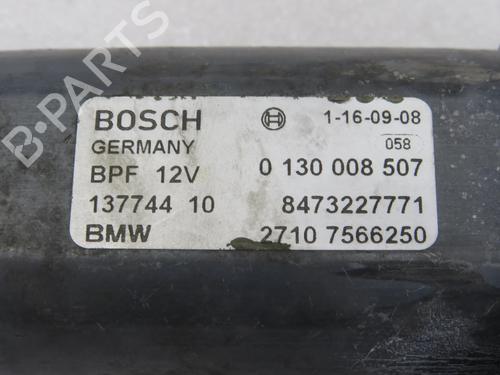 B-PARTS
BOSCH 1-16-09-08
GERMANY 058
BPF 12V 0 130 008 507
137744 10 8473227771
BMW 2710 7566250